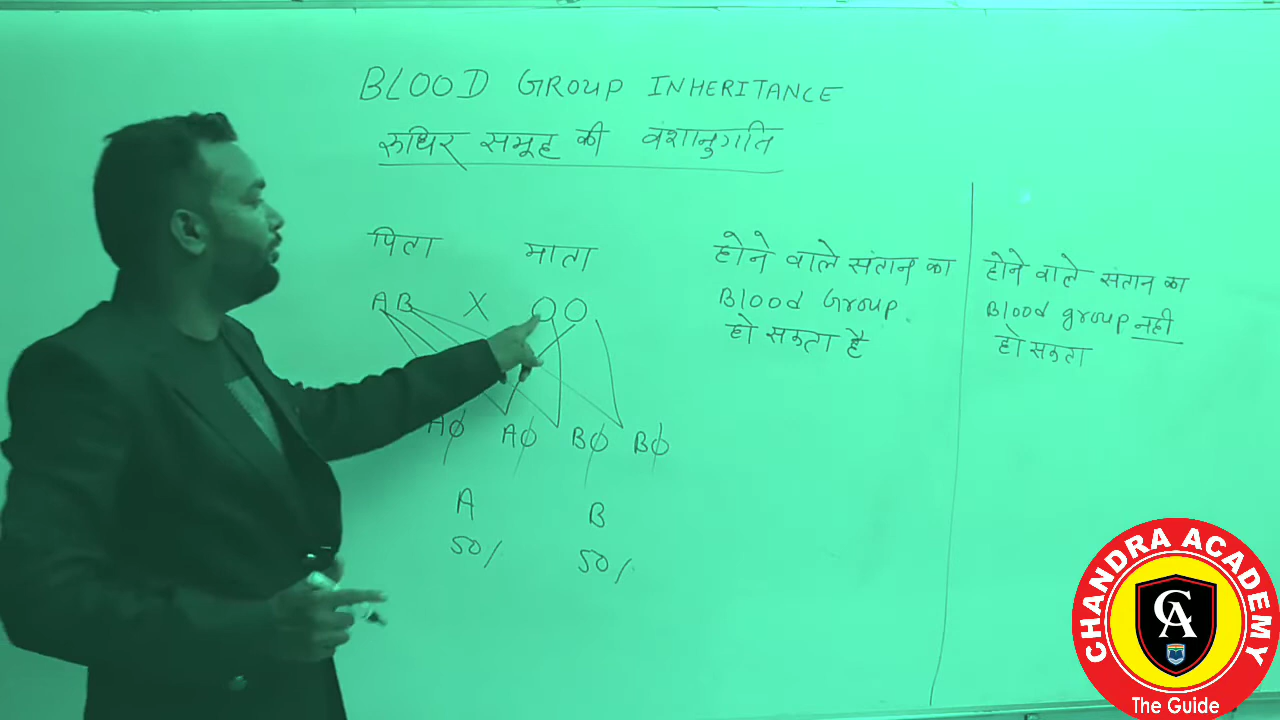 BLOOD GROUP INHERITANCE
रुधिर समूह की वंशानुगति
पिता माता
AB X OO
AO AO BO BO
A B
50% 50%
होने वाले संतान का
Blood Group
हो सकता है
होने वाले संतान का
Blood group नही
हो सकता
CHANDRA ACADEMY
CA
The Guide